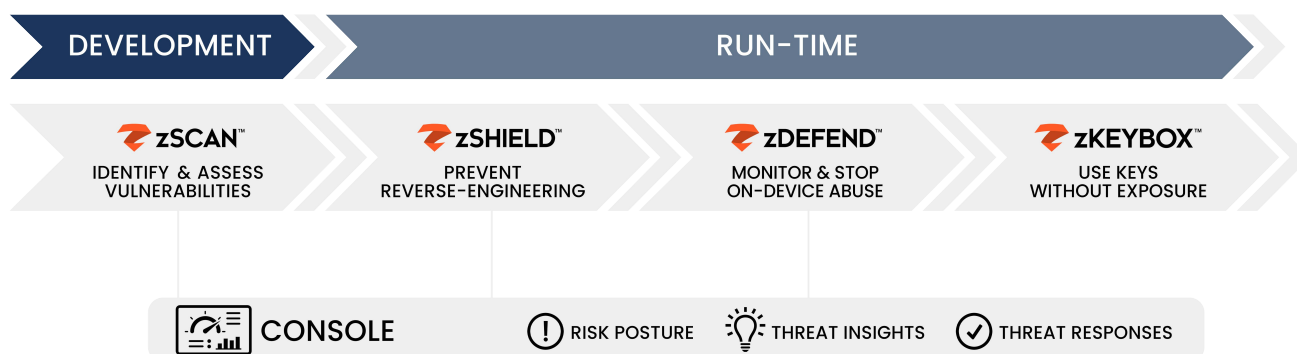 DEVELOPMENT
RUN-TIME
zSCAN™
IDENTIFY & ASSESS
VULNERABILITIES
zSHIELD™
PREVENT
REVERSE-ENGINEERING
zDEFEND™
MONITOR & STOP
ON-DEVICE ABUSE
zKEYBOX™
USE KEYS
WITHOUT EXPOSURE
CONSOLE
RISK POSTURE
THREAT INSIGHTS
THREAT RESPONSES